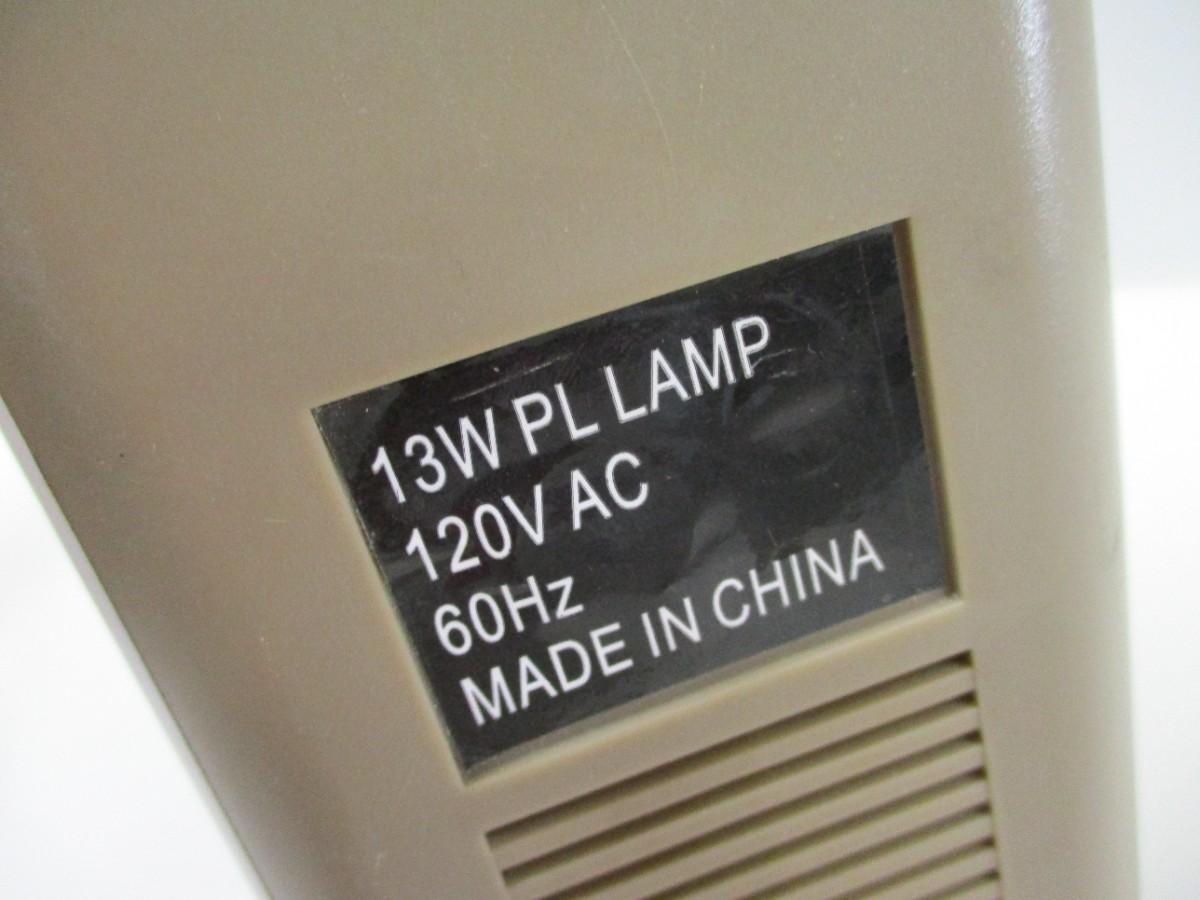 13W PL LAMP
120V AC
60Hz
MADE IN CHINA